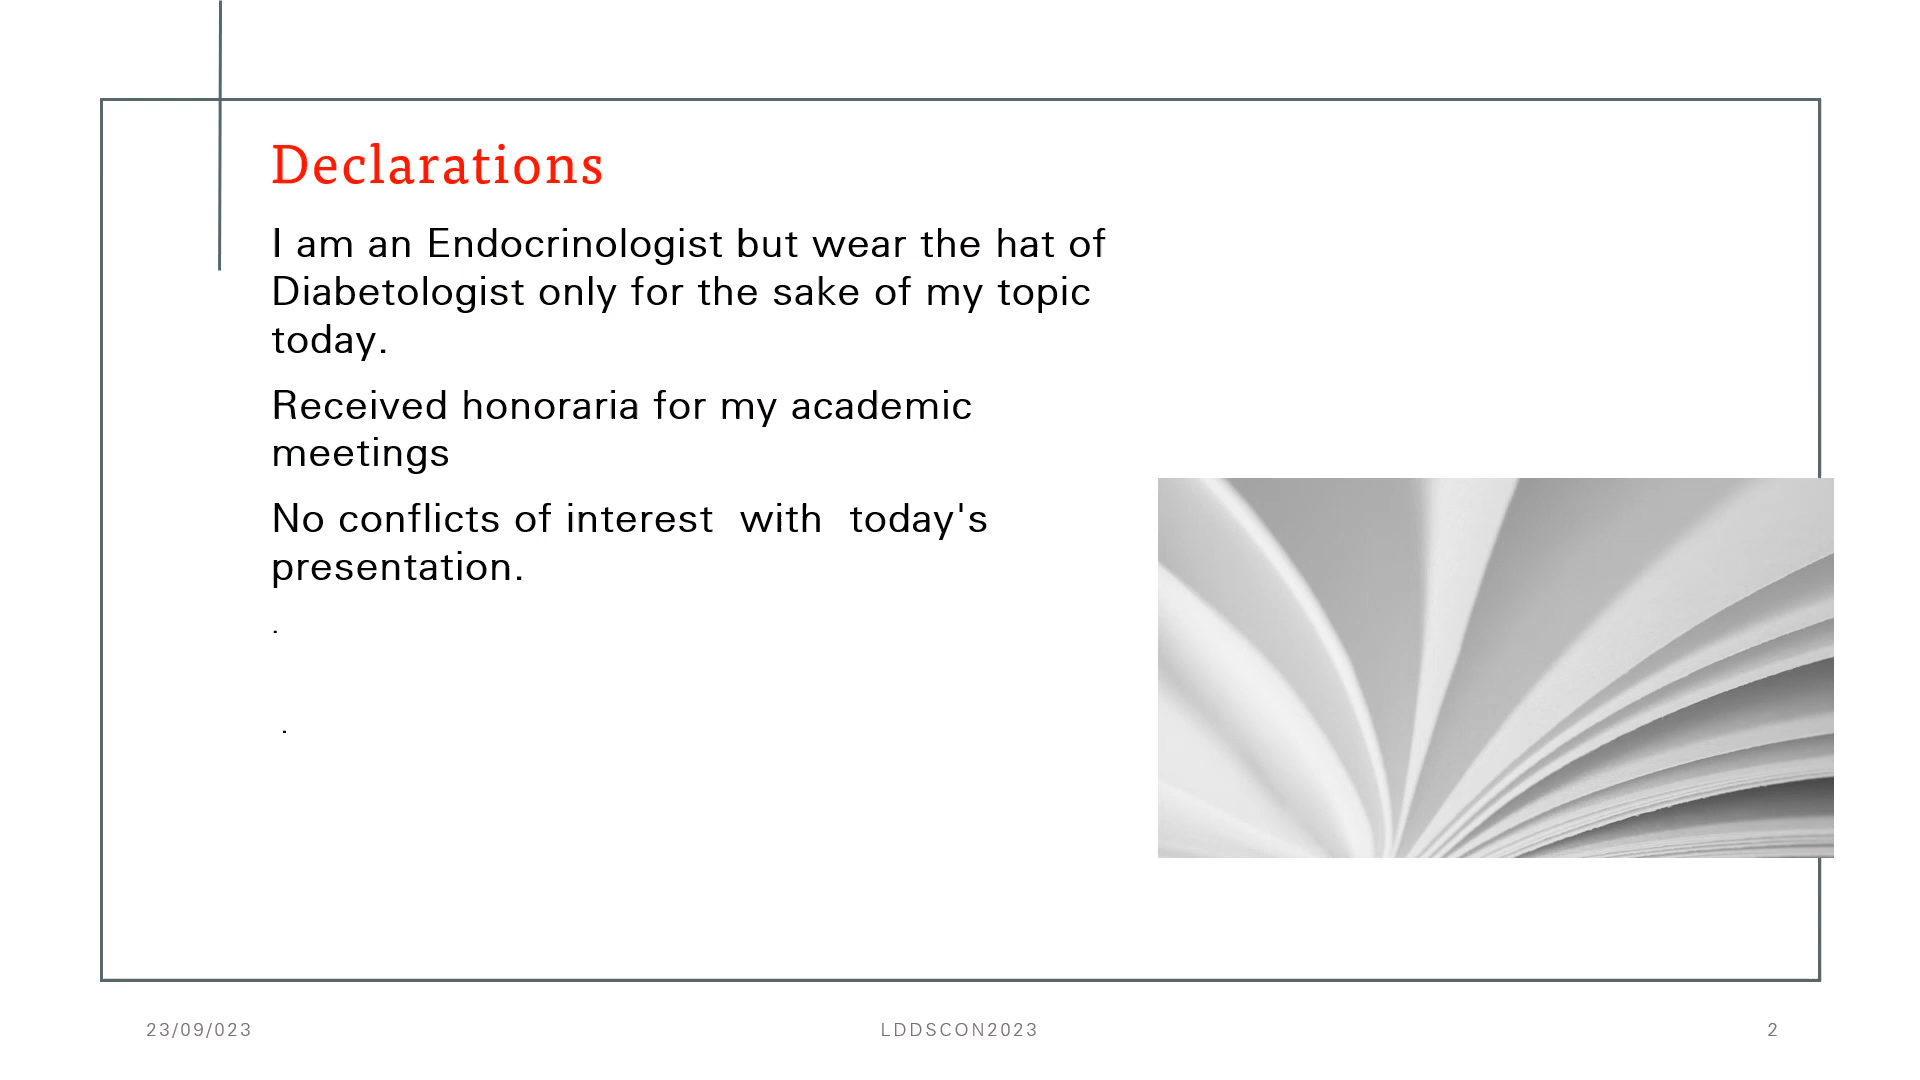 Declarations
I am an Endocrinologist but wear the hat of
Diabetologist only for the sake of my topic
today.
Received honoraria for my academic
meetings
No conflicts of interest  with  today's
presentation.
.
.
23/09/023
LDDSCON2023
2